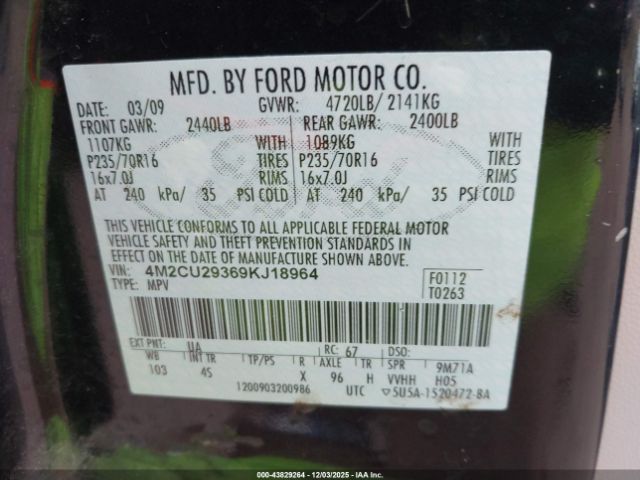 MFD. BY FORD MOTOR CO.
DATE: 03/09 GVWR: 4720LB/ 2141KG
FRONT GAWR: 2440LB REAR GAWR: 2400LB
1107KG WITH 1089KG WITH
P235/70R16 TIRES P235/70R16 TIRES
16x7.0J RIMS 16x7.0J RIMS
AT 240 kPa/ 35 PSI COLD AT 240 kPa/ 35 PSI COLD
THIS VEHICLE CONFORMS TO ALL APPLICABLE FEDERAL MOTOR
VEHICLE SAFETY AND THEFT PREVENTION STANDARDS IN
EFFECT ON THE DATE OF MANUFACTURE SHOWN ABOVE.
VIN: 4M2CU29369KJ18964 F0112
TYPE: MPV T0263
EXT PNT: UA RC: 67 DSO:
WB INT TR TP/PS R AXLE TR SPR 9M71A
103 4S X 96 H VVHH H05
1200903200986 UTC 5U5A-1520472-BA
00-43829264 | 12/03/2025 | IAA Inc.